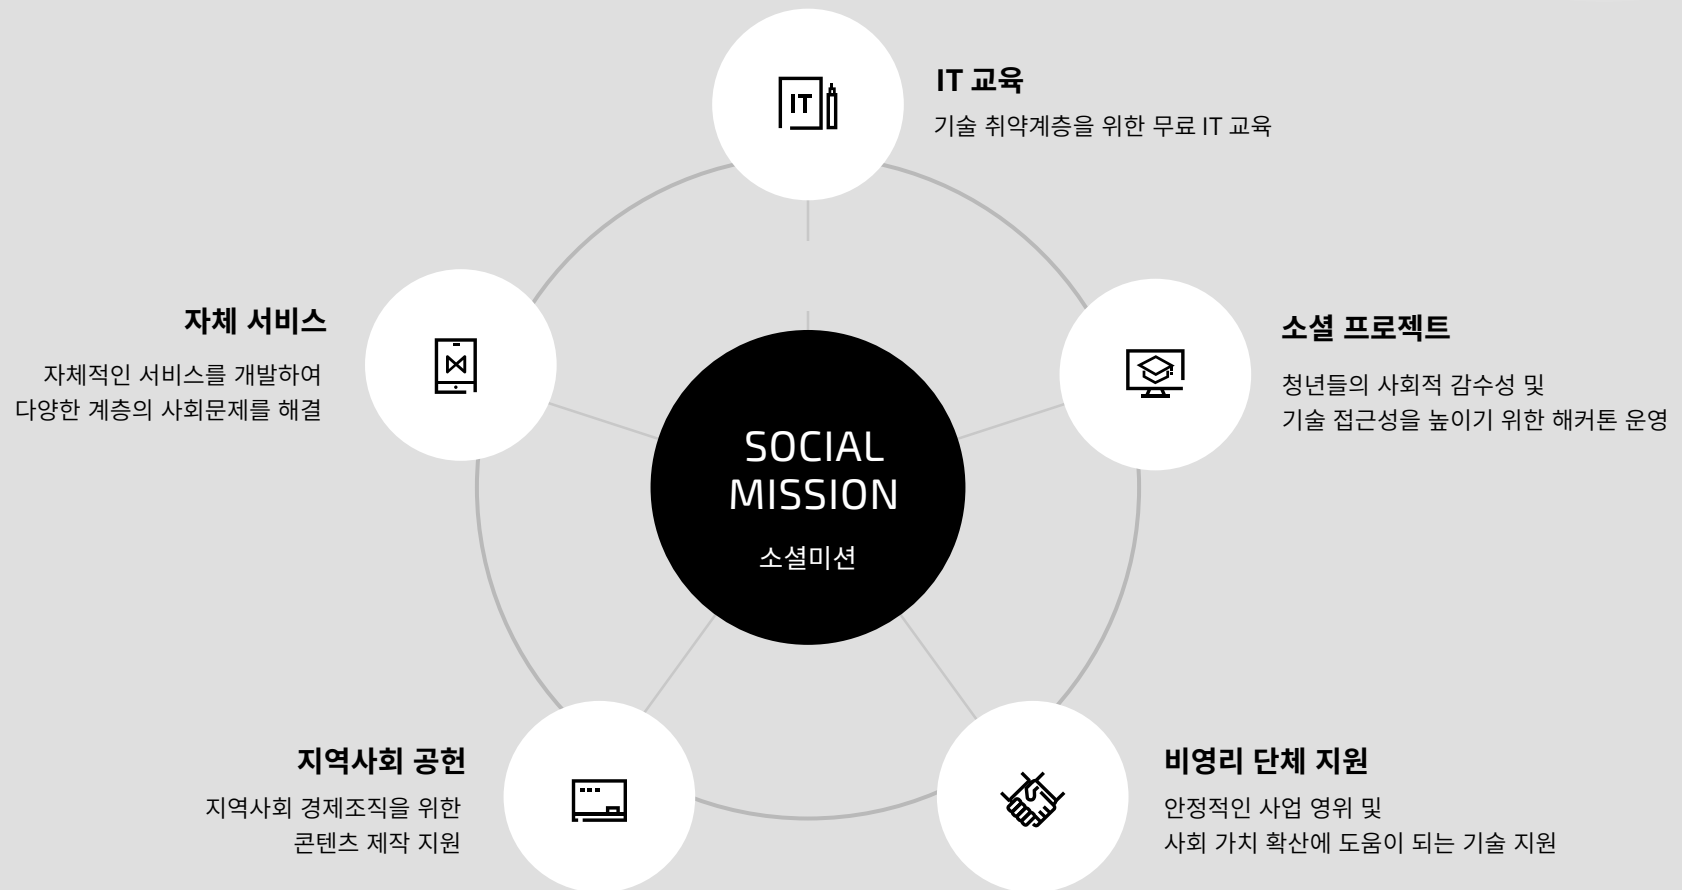 IT
IT 교육
기술 취약계층을 위한 무료 IT 교육
자체 서비스
자체적인 서비스를 개발하여
다양한 계층의 사회문제를 해결
소셜 프로젝트
청년들의 사회적 감수성 및
기술 접근성을 높이기 위한 해커톤 운영
SOCIAL
MISSION
소셜미션
지역사회 공헌
지역사회 경제조직을 위한
콘텐츠 제작 지원
비영리 단체 지원
안정적인 사업 영위 및
사회 가치 확산에 도움이 되는 기술 지원